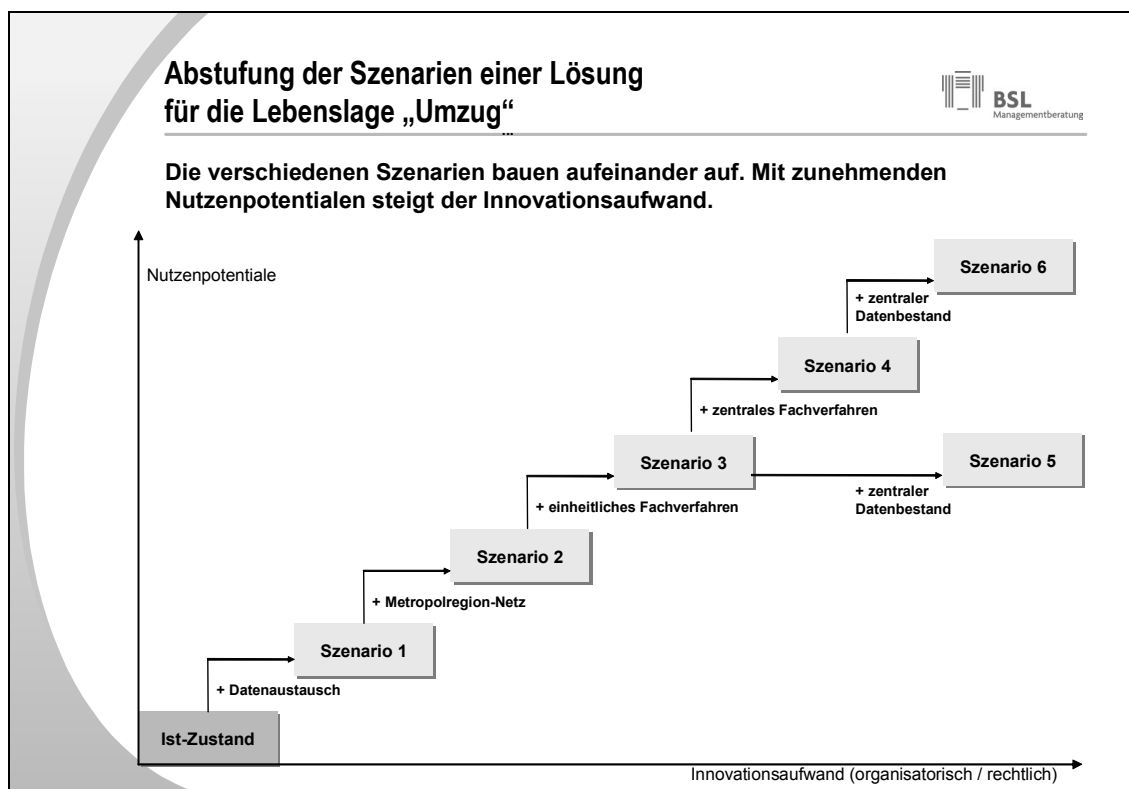 Abstufung der Szenarien einer Lösung
für die Lebenslage „Umzug“
...
BSL
Managementberatung
Die verschiedenen Szenarien bauen aufeinander auf. Mit zunehmenden
Nutzenpotentialen steigt der Innovationsaufwand.
Nutzenpotentiale
Szenario 6
+ zentraler
Datenbestand
Szenario 4
+ zentrales Fachverfahren
Szenario 3
Szenario 5
+ zentraler
Datenbestand
+ einheitliches Fachverfahren
Szenario 2
+ Metropolregion-Netz
Szenario 1
+ Datenaustausch
Ist-Zustand
Innovationsaufwand (organisatorisch / rechtlich)